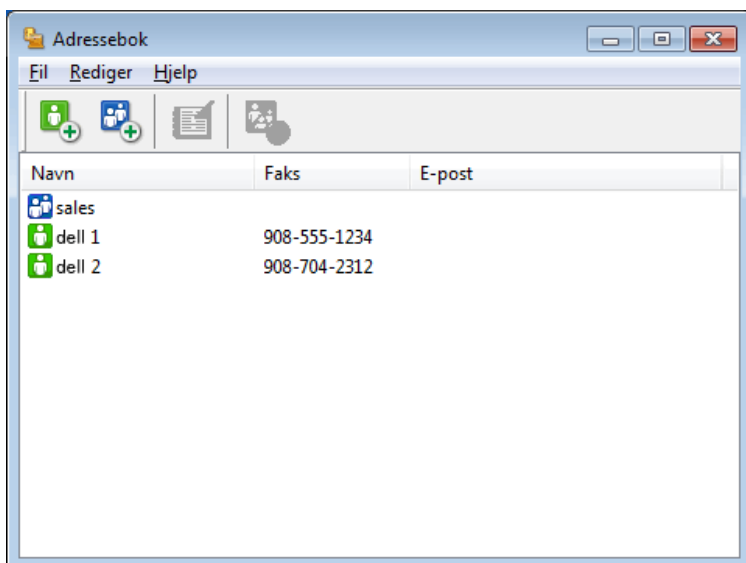 Adressebok
Fil Rediger Hjelp
Navn Faks E-post
sales
dell 1 908-555-1234
dell 2 908-704-2312